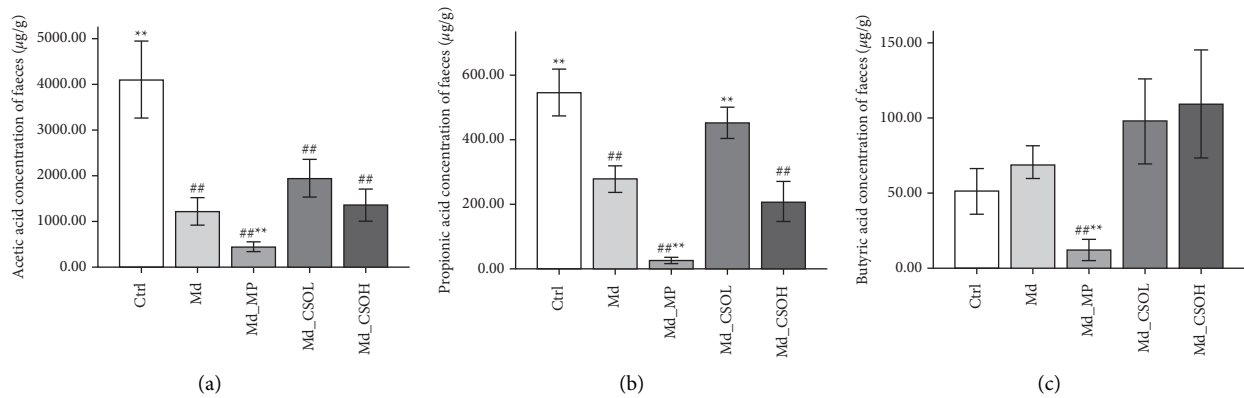 Acetic acid concentration of faeces (μg/g)
5000.00
4000.00
3000.00
2000.00
1000.00
0.00
**
##
##**
##
##
Ctrl
Md
Md_MP
Md_CSOL
Md_CSOH
(a)
Propionic acid concentration of faeces (μg/g)
600.00
400.00
200.00
0.00
**
##
##**
**
##
Ctrl
Md
Md_MP
Md_CSOL
Md_CSOH
(b)
Butyric acid concentration of faeces (μg/g)
150.00
100.00
50.00
0.00
##**
Ctrl
Md
Md_MP
Md_CSOL
Md_CSOH
(c)